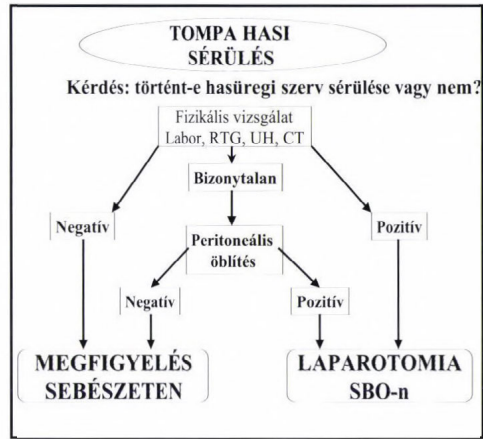 TOMPA HASI
SÉRÜLÉS
Kérdés: történt-e hasüregi szerv sérülése vagy nem?
Fizikális vizsgálat
Labor, RTG, UH, CT
Bizonytalan
Negatív
Pozitív
Peritoneális
öblítés
Negatív
Pozitív
MEGFIGYELÉS
SEBÉSZETEN
LAPAROTOMIA
SBO-n